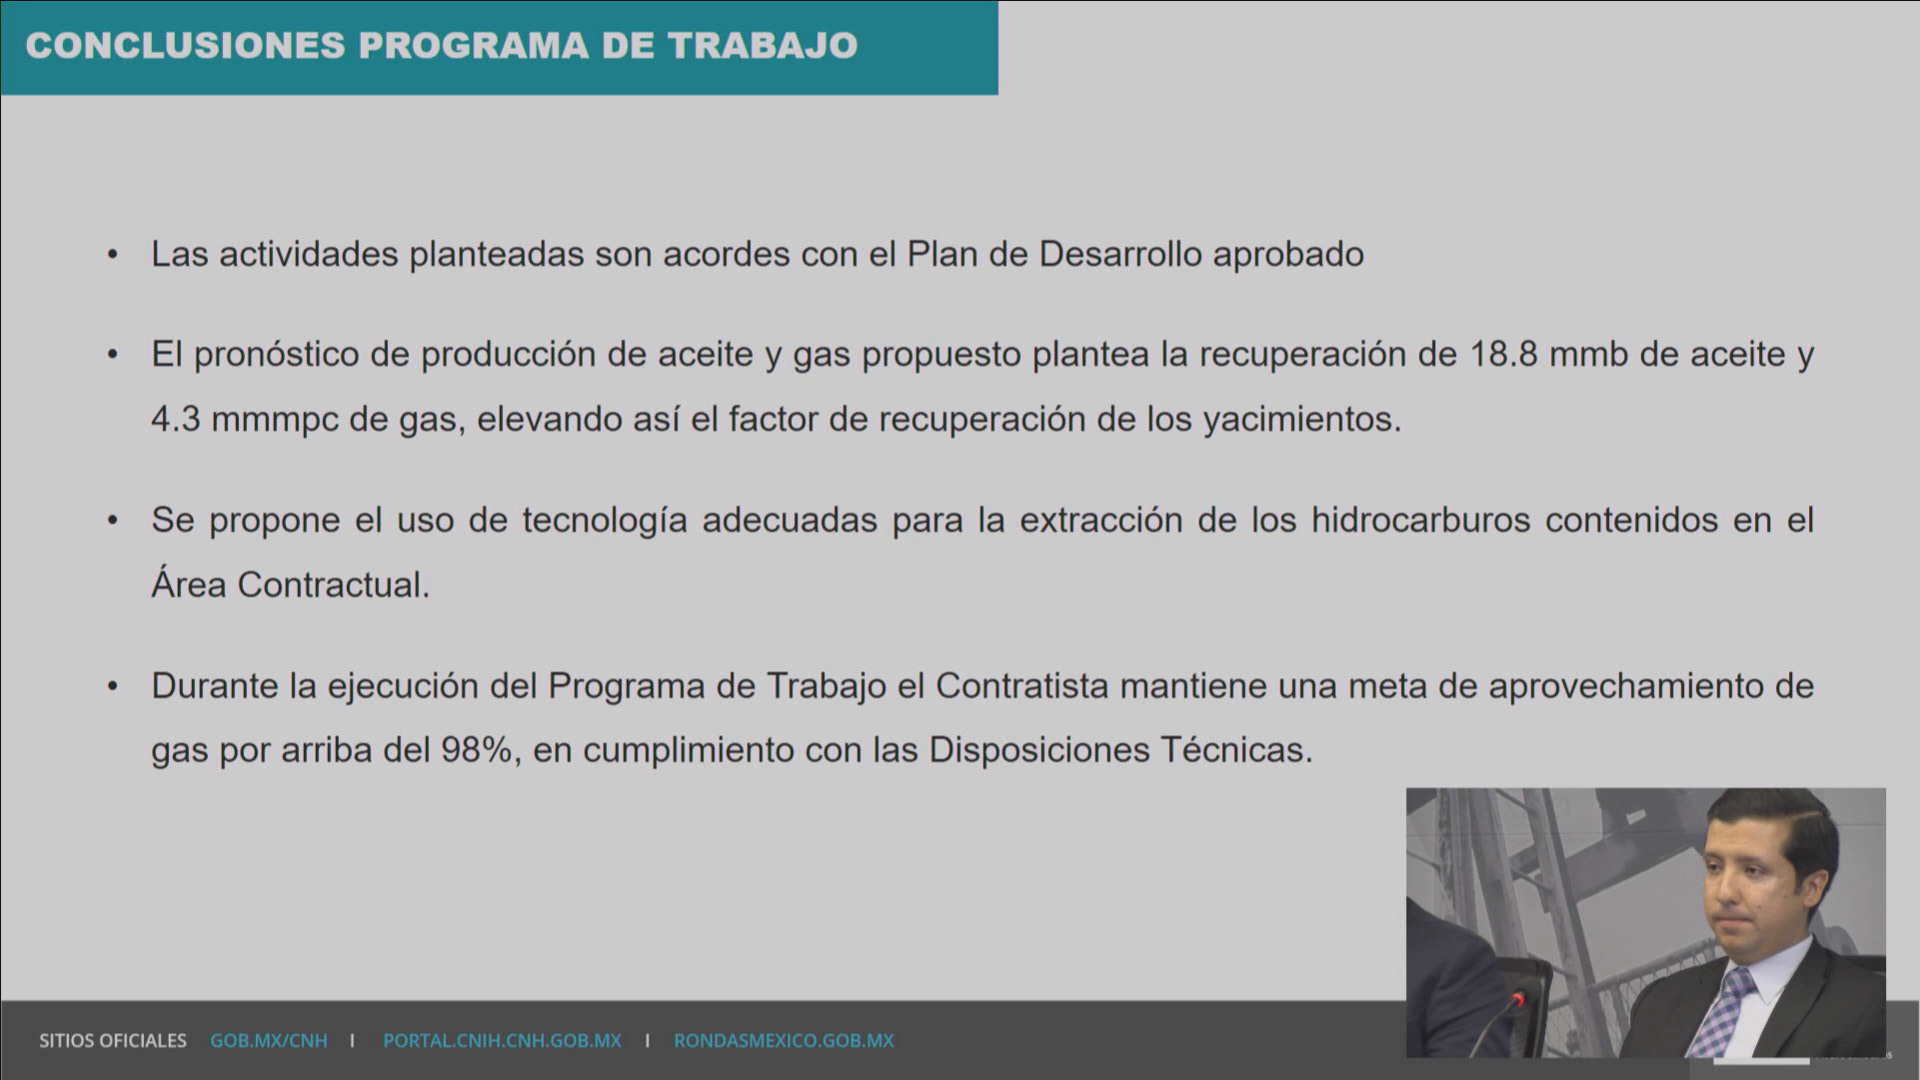 CONCLUSIONES PROGRAMA DE TRABAJO
• Las actividades planteadas son acordes con el Plan de Desarrollo aprobado
• El pronóstico de producción de aceite y gas propuesto plantea la recuperación de 18.8 mmb de aceite y
4.3 mmmpc de gas, elevando así el factor de recuperación de los yacimientos.
• Se propone el uso de tecnología adecuadas para la extracción de los hidrocarburos contenidos en el
Área Contractual.
• Durante la ejecución del Programa de Trabajo el Contratista mantiene una meta de aprovechamiento de
gas por arriba del 98%, en cumplimiento con las Disposiciones Técnicas.
SITIOS OFICIALES GOB.MX/CNH I PORTAL.CNIH.CNH.GOB.MX I RONDASMEXICO.GOB.MX